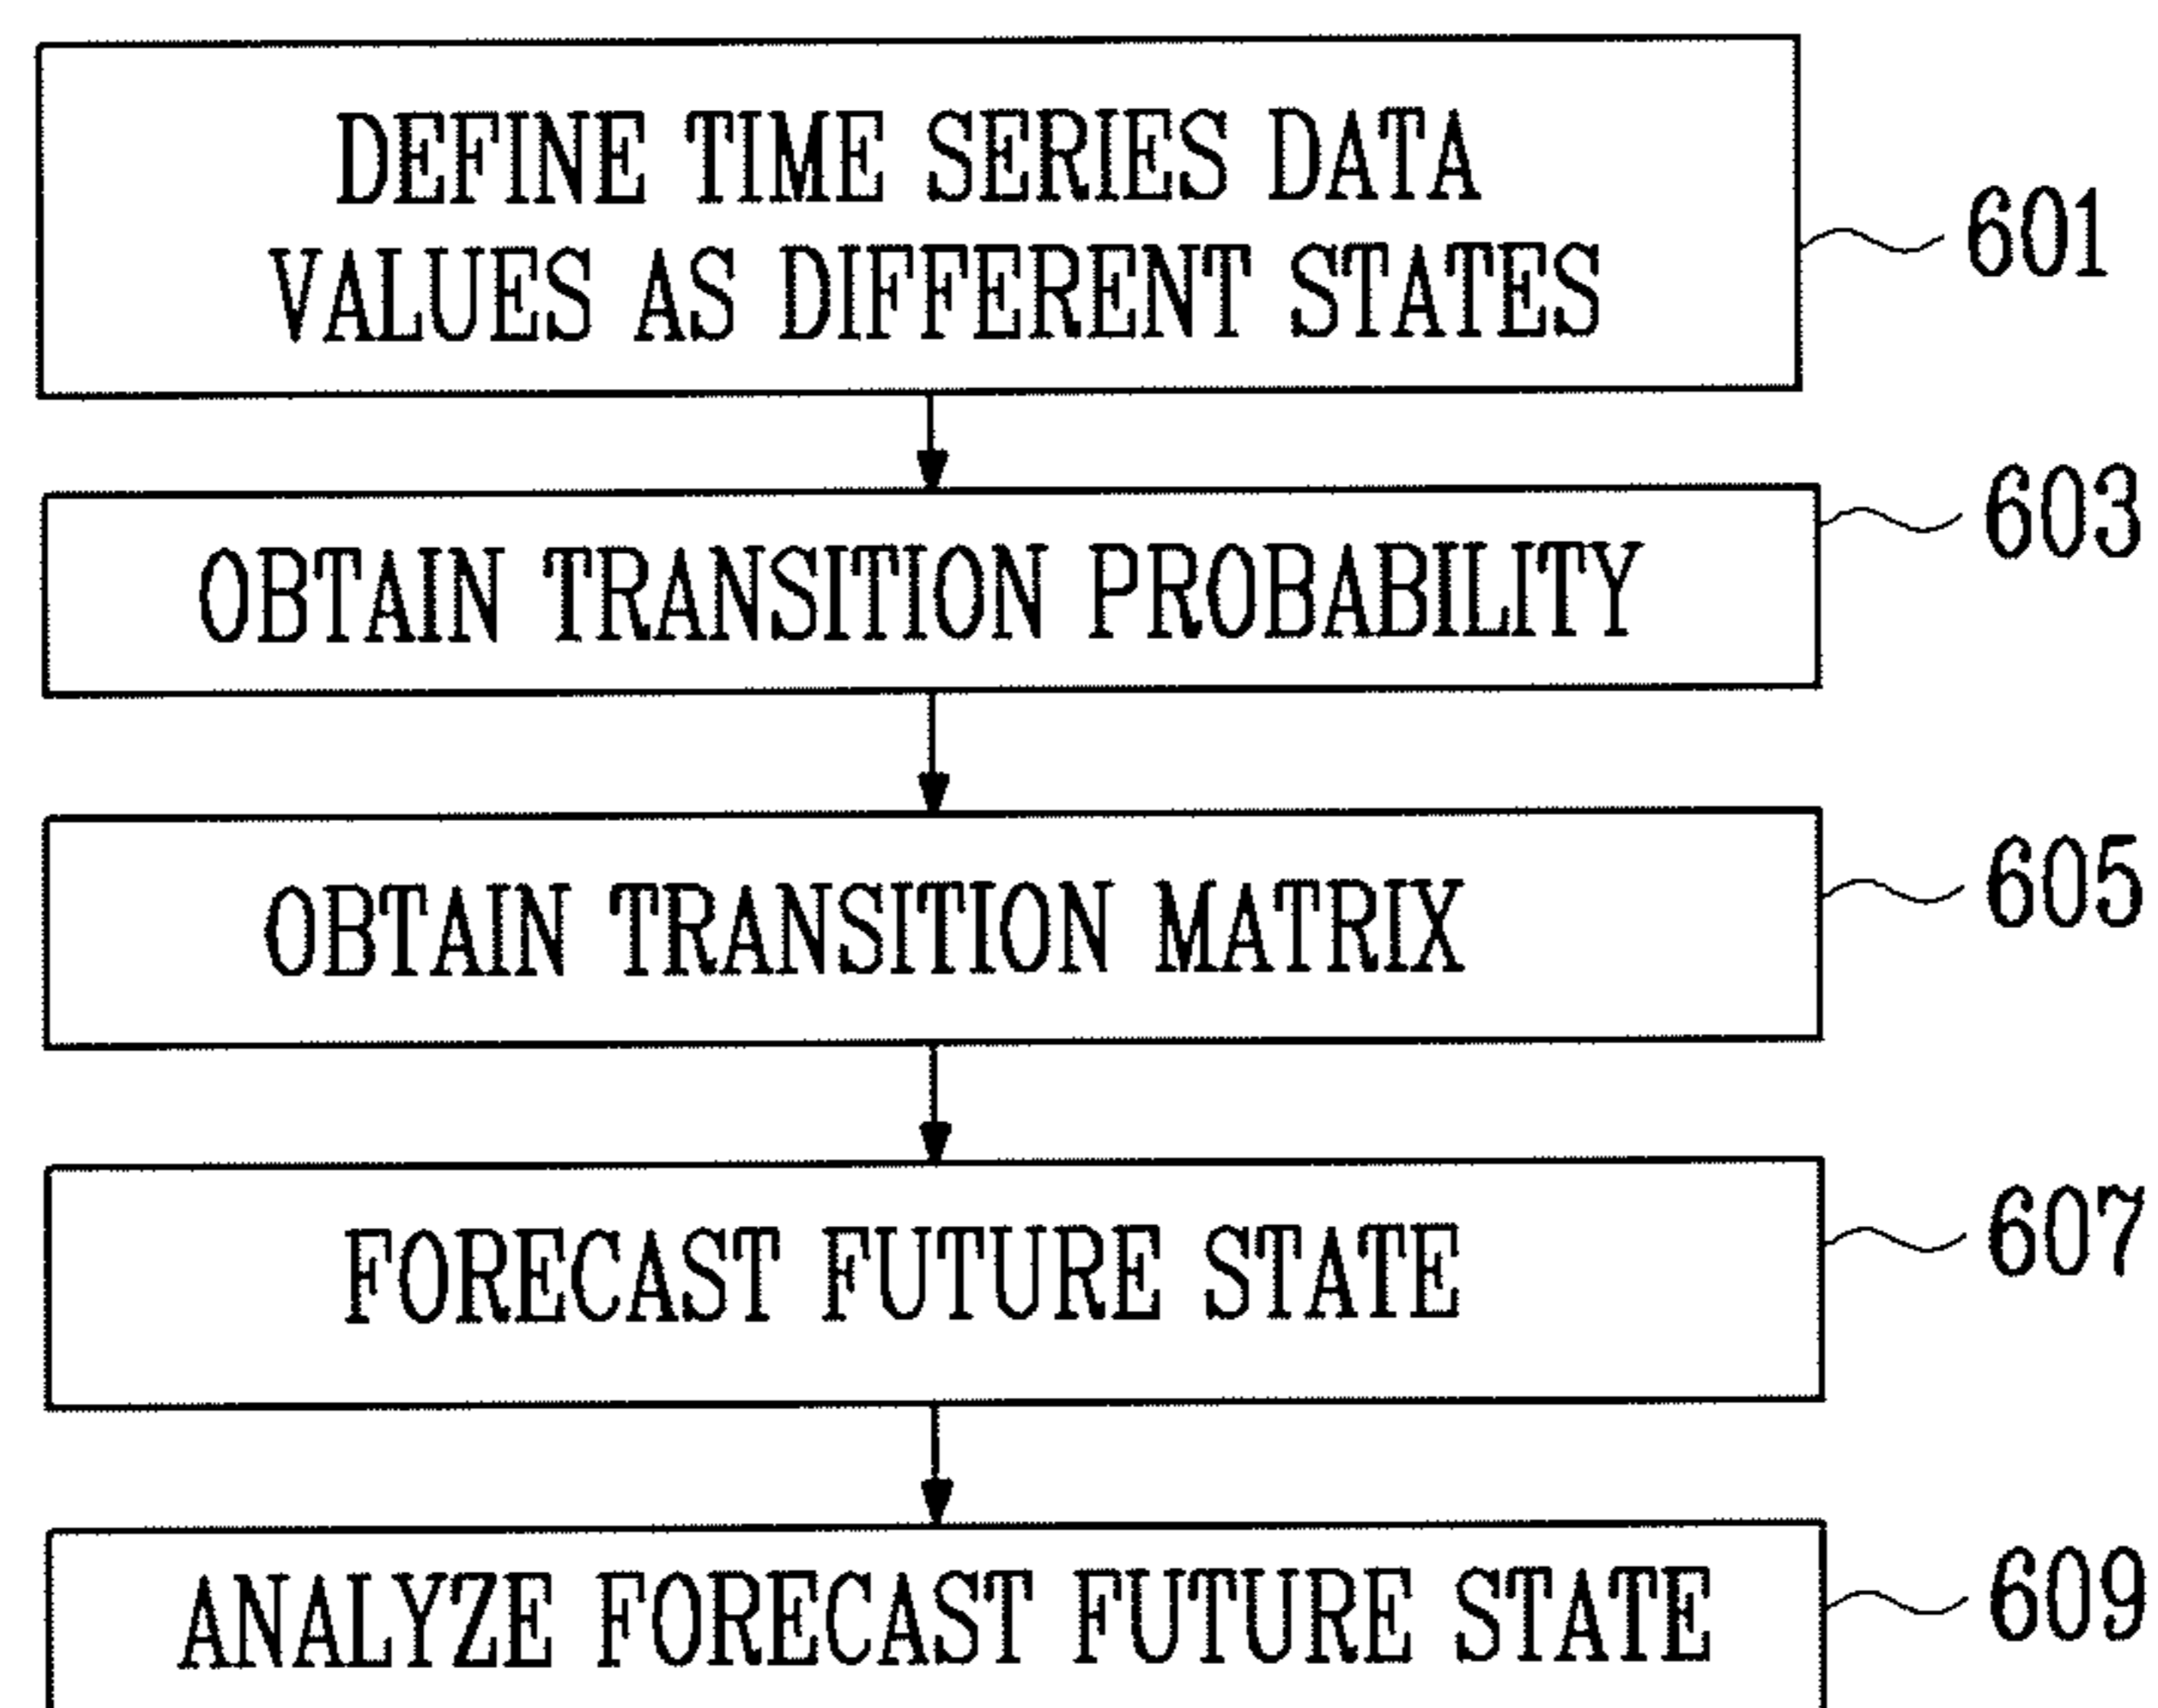 DEFINE TIME SERIES DATA
VALUES AS DIFFERENT STATES
601
OBTAIN TRANSITION PROBABILITY
603
OBTAIN TRANSITION MATRIX
605
FORECAST FUTURE STATE
607
ANALYZE FORECAST FUTURE STATE
609